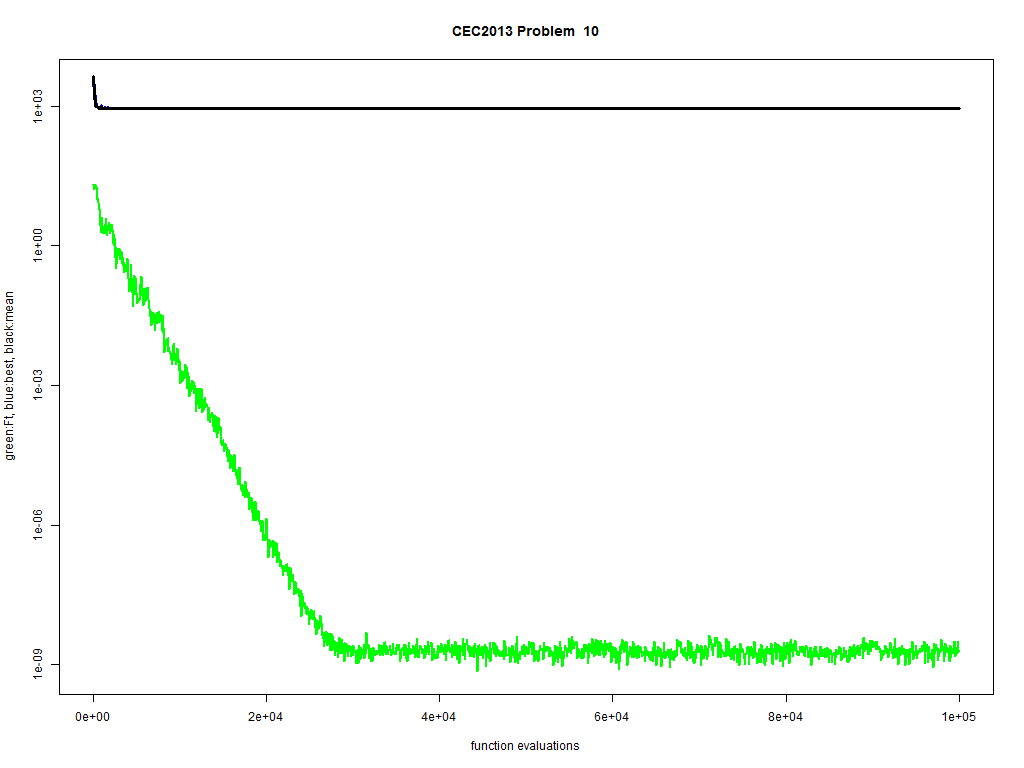 CEC2013 Problem  10
green:Ft, blue:best, black:mean
1e+03
1e+00
1e-03
1e-06
1e-09
0e+00 2e+04 4e+04 6e+04 8e+04 1e+05
function evaluations